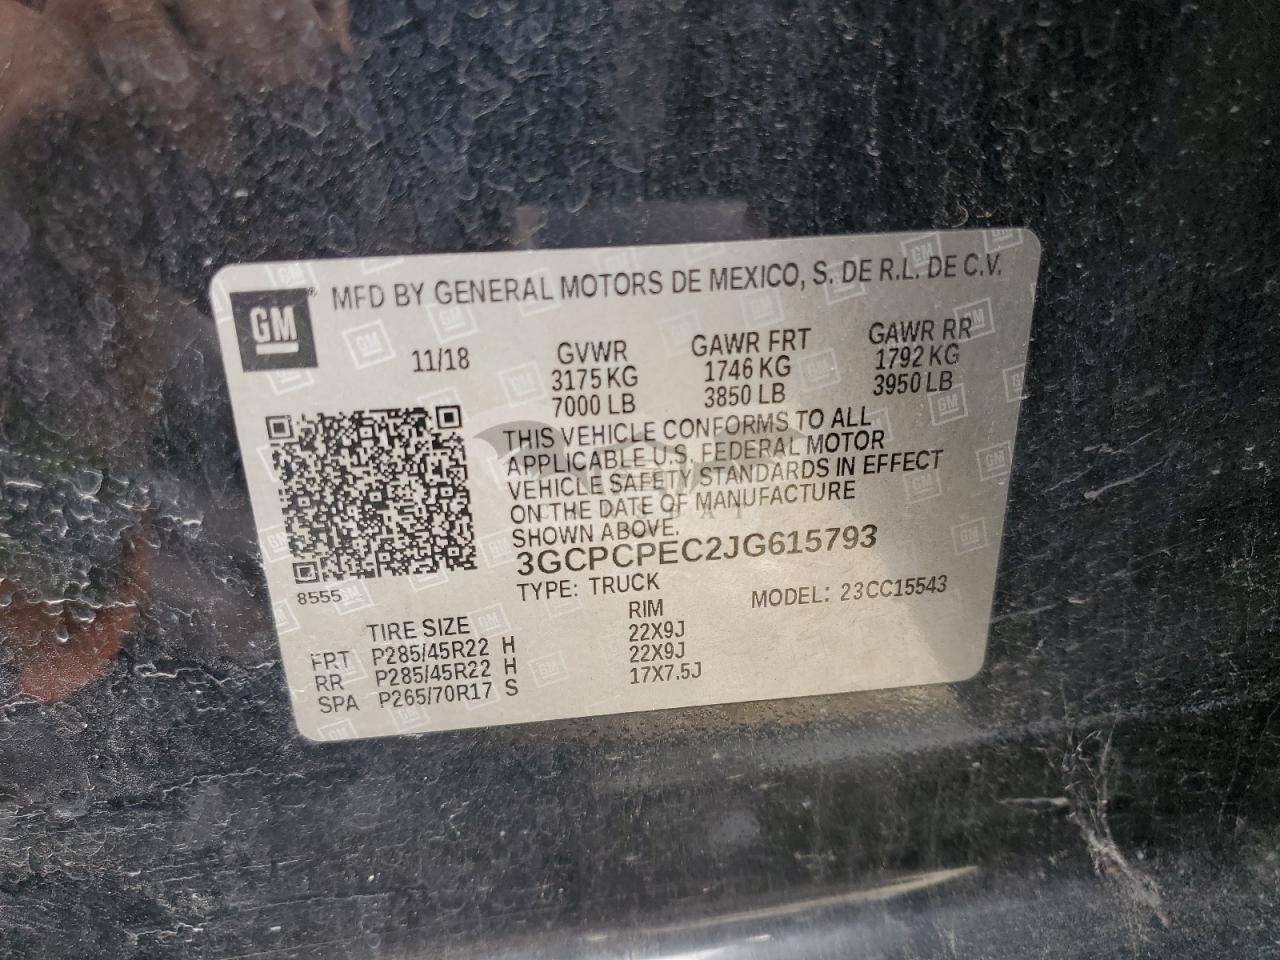 GM
MFD BY GENERAL MOTORS DE MEXICO, S. DE R.L. DE C.V.
11/18
GVWR GAWR FRT GAWR RR
3175 KG 1746 KG 1792 KG
7000 LB 3850 LB 3950 LB
THIS VEHICLE CONFORMS TO ALL
APPLICABLE U.S. FEDERAL MOTOR
VEHICLE SAFETY STANDARDS IN EFFECT
ON THE DATE OF MANUFACTURE
SHOWN ABOVE.
3GCPCPEC2JG615793
8555
TYPE: TRUCK MODEL: 23CC15543
TIRE SIZE RIM
FRT P285/45R22 H 22X9J
RR P285/45R22 H 22X9J
SPA P265/70R17 S 17X7.5J